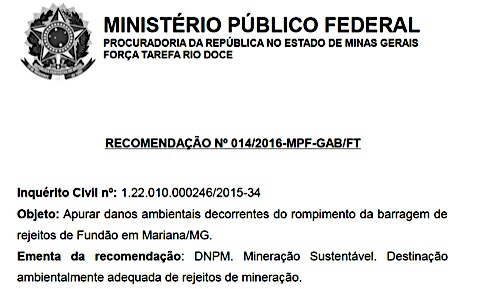 MINISTÉRIO PÚBLICO FEDERAL
PROCURADORIA DA REPÚBLICA NO ESTADO DE MINAS GERAIS
FORÇA TAREFA RIO DOCE
RECOMENDAÇÃO Nº 014/2016-MPF-GAB/FT
Inquérito Civil nº: 1.22.010.000246/2015-34
Objeto: Apurar danos ambientais decorrentes do rompimento da barragem de
rejeitos de Fundão em Mariana/MG.
Ementa da recomendação: DNPM. Mineração Sustentável. Destinação
ambientalmente adequada de rejeitos de mineração.